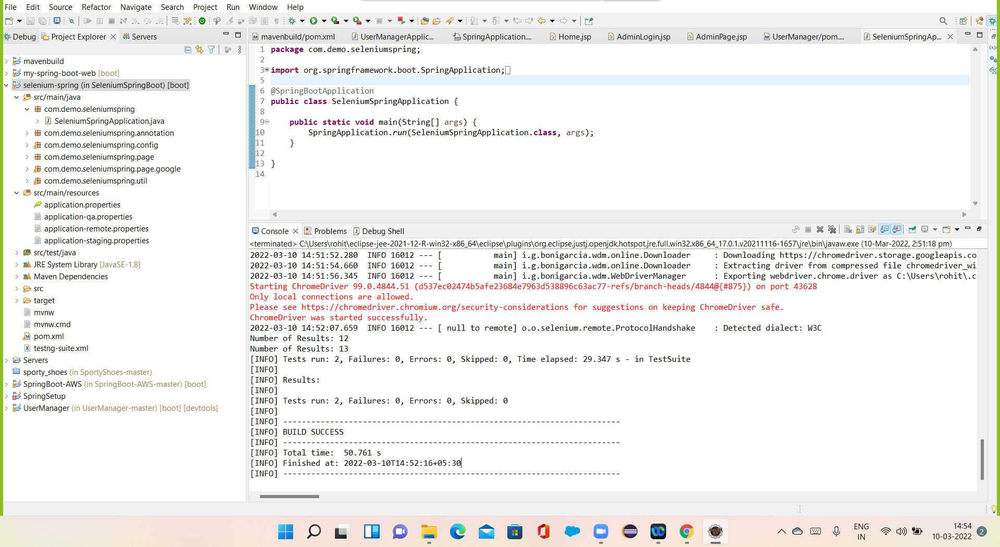 File Edit Source Refactor Navigate Search Project Run Window Help
Debug Project Explorer Servers
mavenbuild
my-spring-boot-web [boot]
selenium-spring (in SeleniumSpringBoot) [boot]
src/main/java
com.demo.seleniumspring
SeleniumSpringApplication.java
com.demo.seleniumspring.annotation
com.demo.seleniumspring.config
com.demo.seleniumspring.page
com.demo.seleniumspring.page.google
com.demo.seleniumspring.util
src/main/resources
application.properties
application-qa.properties
application-remote.properties
application-staging.properties
src/test/java
JRE System Library [JavaSE-1.8]
Maven Dependencies
src
target
mvnw
mvnw.cmd
pom.xml
testng-suite.xml
Servers
sporty_shoes (in SportyShoes-master)
SpringBoot-AWS (in SpringBoot-AWS-master) [boot]
SpringSetup
UserManager (in UserManager-master) [boot] [devtools]
mavenbuild/pom.xml UserManagerApplic... SpringApplication.... Home.jsp AdminLogin.jsp AdminPage.jsp UserManager/pom.... SeleniumSpringAp...
1 package com.demo.seleniumspring;
2
3 import org.springframework.boot.SpringApplication;
5
6 @SpringBootApplication
7 public class SeleniumSpringApplication {
8
9 public static void main(String[] args) {
10 SpringApplication.run(SeleniumSpringApplication.class, args);
11 }
12
13 }
14
Console Problems Debug Shell
<terminated> C:\Users\rohit\eclipse-jee-2021-12-R-win32-x86_64\eclipse\plugins\org.eclipse.justj.openjdk.hotspot.jre.full.win32.x86_64_17.0.1.v20211116-1657\jre\bin\javaw.exe (10-Mar-2022, 2:51:18 pm)
2022-03-10 14:51:52.280 INFO 16012 --- [ main] i.g.bonigarcia.wdm.online.Downloader : Downloading https://chromedriver.storage.googleapis.co
2022-03-10 14:51:54.660 INFO 16012 --- [ main] i.g.bonigarcia.wdm.online.Downloader : Extracting driver from compressed file chromedriver_wi
2022-03-10 14:51:56.345 INFO 16012 --- [ main] i.g.bonigarcia.wdm.WebDriverManager : Exporting webdriver.chrome.driver as C:\Users\rohit\.c
Starting ChromeDriver 99.0.4844.51 (d537ec02474b5afe23684e7963d538896c63ac77-refs/branch-heads/4844@{#875}) on port 43628
Only local connections are allowed.
Please see https://chromedriver.chromium.org/security-considerations for suggestions on keeping ChromeDriver safe.
ChromeDriver was started successfully.
2022-03-10 14:52:07.659 INFO 16012 --- [ null to remote] o.o.selenium.remote.ProtocolHandshake : Detected dialect: W3C
Number of Results: 12
Number of Results: 13
[INFO] Tests run: 2, Failures: 0, Errors: 0, Skipped: 0, Time elapsed: 29.347 s - in TestSuite
[INFO]
[INFO] Results:
[INFO]
[INFO] Tests run: 2, Failures: 0, Errors: 0, Skipped: 0
[INFO]
[INFO] ------------------------------------------------------------------------
[INFO] BUILD SUCCESS
[INFO] ------------------------------------------------------------------------
[INFO] Total time: 50.761 s
[INFO] Finished at: 2022-03-10T14:52:16+05:30
[INFO] ------------------------------------------------------------------------
ENG
IN
14:54
10-03-2022
2